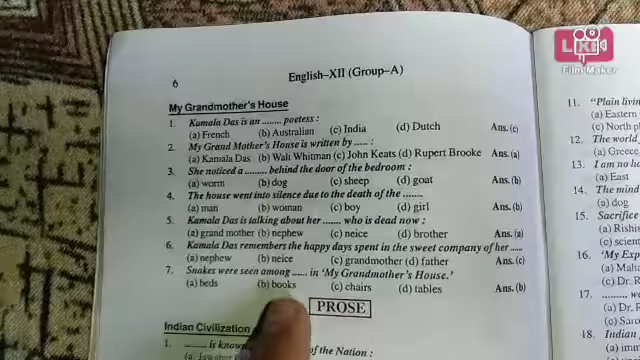 LKR
Film Maker
6
English–XII (Group–A)
My Grandmother's House
1. Kamala Das is an ........ poetess :
(a) French (b) Australian (c) India (d) Dutch Ans.(c)
2. My Grand Mother's House is written by ..... :
(a) Kamala Das (b) Walt Whitman (c) John Keats (d) Rupert Brooke Ans.(a)
3. She noticed a ......... behind the door of the bedroom :
(a) worm (b) dog (c) sheep (d) goat Ans.(b)
4. The house went into silence due to the death of the .......
(a) man (b) woman (c) boy (d) girl Ans.(b)
5. Kamala Das is talking about her ....... who is dead now :
(a) grand mother (b) nephew (c) neice (d) brother Ans.(a)
6. Kamala Das remembers the happy days spent in the sweet company of her .....
(a) nephew (b) neice (c) grandmother (d) father Ans.(c)
7. Snakes were seen among ...... in 'My Grandmother's House.'
(a) beds (b) books (c) chairs (d) tables Ans.(b)
PROSE
Indian Civilization
1. ......... is known of the Nation :
11. "Plain livin
(a) Eastern
(c) North p
12. The world
(a) Greece
13. I am no ha
(a) East
14. The mind
(a) dog
15. Sacrifice
(a) Rishis
(c) scient
16. 'My Exp
(a) Malt
(c) Dr. R
17. ........ w
(a) Dr. R
(c) Saro
18. Indian
(a) imm